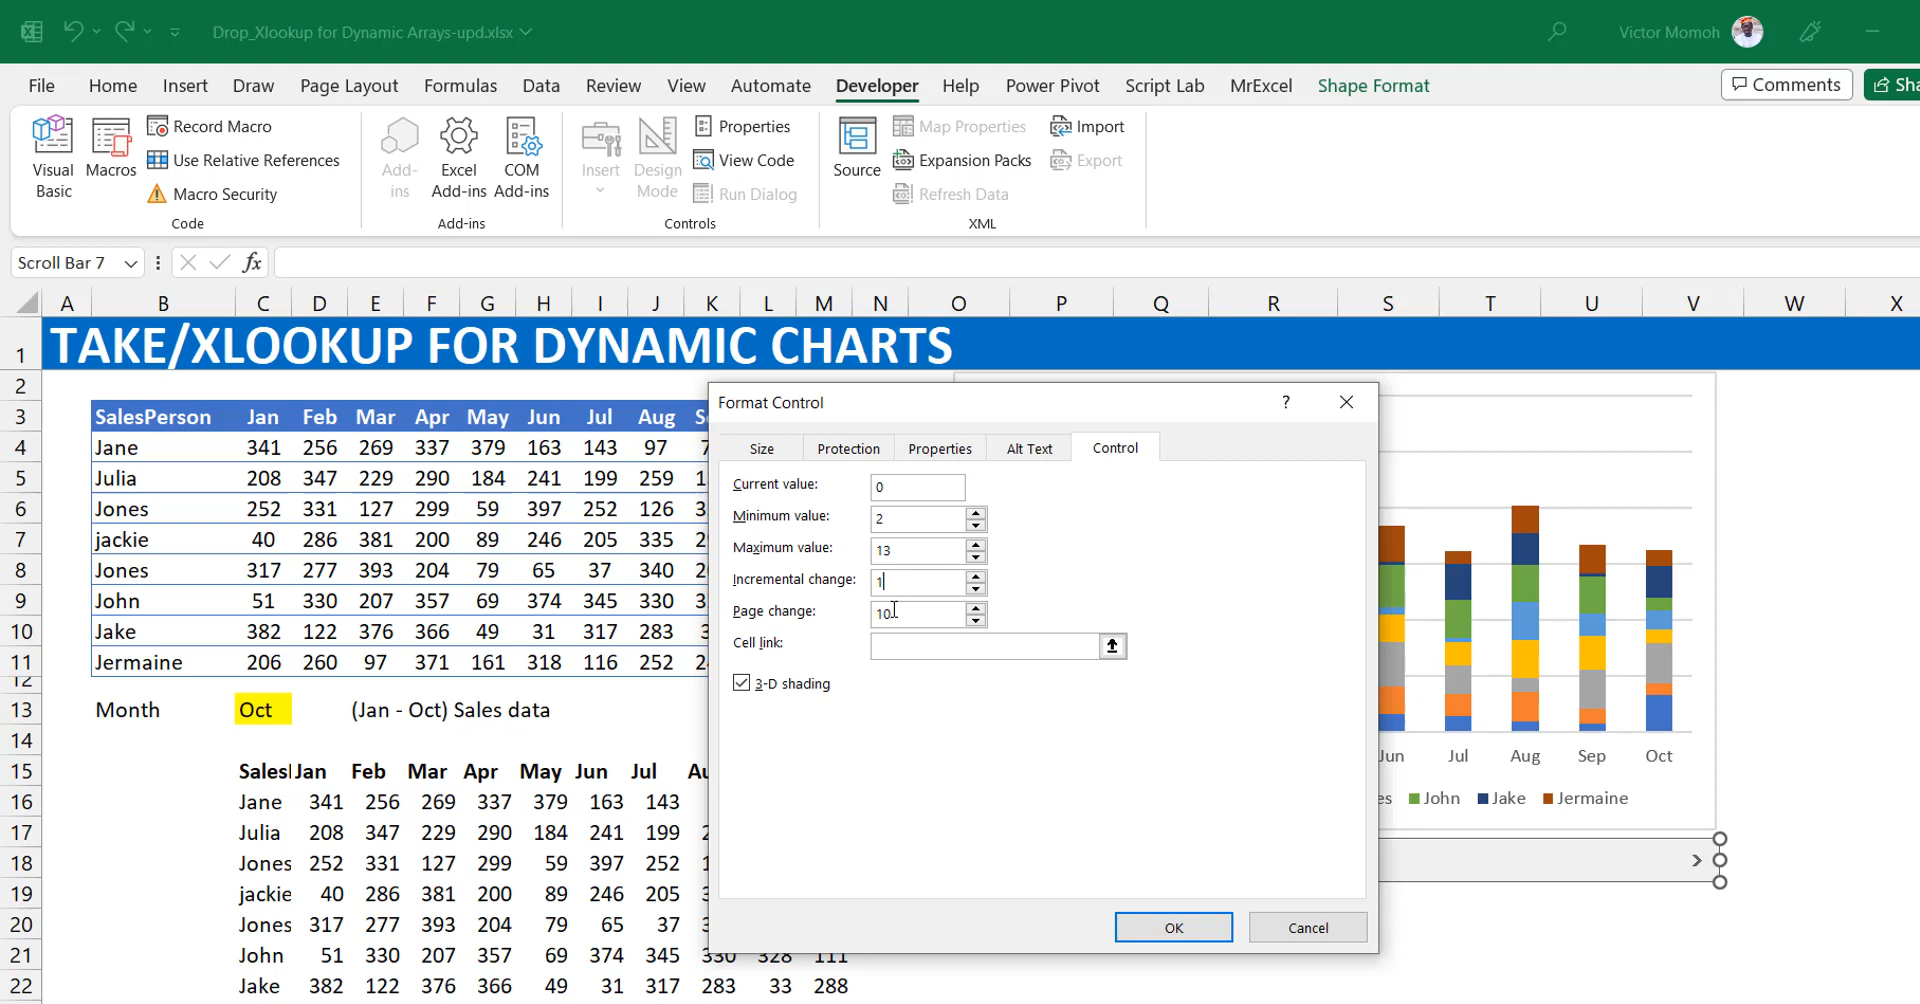 Drop_Xlookup for Dynamic Arrays-upd.xlsx
Victor Momoh
File Home Insert Draw Page Layout Formulas Data Review View Automate Developer Help Power Pivot Script Lab MrExcel Shape Format Comments Sha
Visual Basic
Macros
Record Macro
Use Relative References
Macro Security
Code
Add-ins
Excel Add-ins
COM Add-ins
Add-ins
Insert
Design Mode
Properties
View Code
Run Dialog
Controls
Source
Map Properties
Expansion Packs
Refresh Data
Import
Export
XML
Scroll Bar 7 fx
A B C D E F G H I J K L M N O P Q R S T U V W X
1 TAKE/XLOOKUP FOR DYNAMIC CHARTS
2
3 SalesPerson Jan Feb Mar Apr May Jun Jul Aug
4 Jane 341 256 269 337 379 163 143 97
5 Julia 208 347 229 290 184 241 199 259
6 Jones 252 331 127 299 59 397 252 126
7 jackie 40 286 381 200 89 246 205 335
8 Jones 317 277 393 204 79 65 37 340
9 John 51 330 207 357 69 374 345 330
10 Jake 382 122 376 366 49 31 317 283
11 Jermaine 206 260 97 371 161 318 116 252
12
13 Month Oct (Jan - Oct) Sales data
14
15 Sales Jan Feb Mar Apr May Jun Jul
16 Jane 341 256 269 337 379 163 143
17 Julia 208 347 229 290 184 241 199
18 Jones 252 331 127 299 59 397 252
19 jackie 40 286 381 200 89 246 205
20 Jones 317 277 393 204 79 65 37
21 John 51 330 207 357 69 374 345 330 328 111
22 Jake 382 122 376 366 49 31 317 283 33 288
Format Control ?
Size Protection Properties Alt Text Control
Current value: 0
Minimum value: 2
Maximum value: 13
Incremental change: 1
Page change: 10
Cell link:
3-D shading
OK Cancel
Jun Jul Aug Sep Oct
es John Jake Jermaine